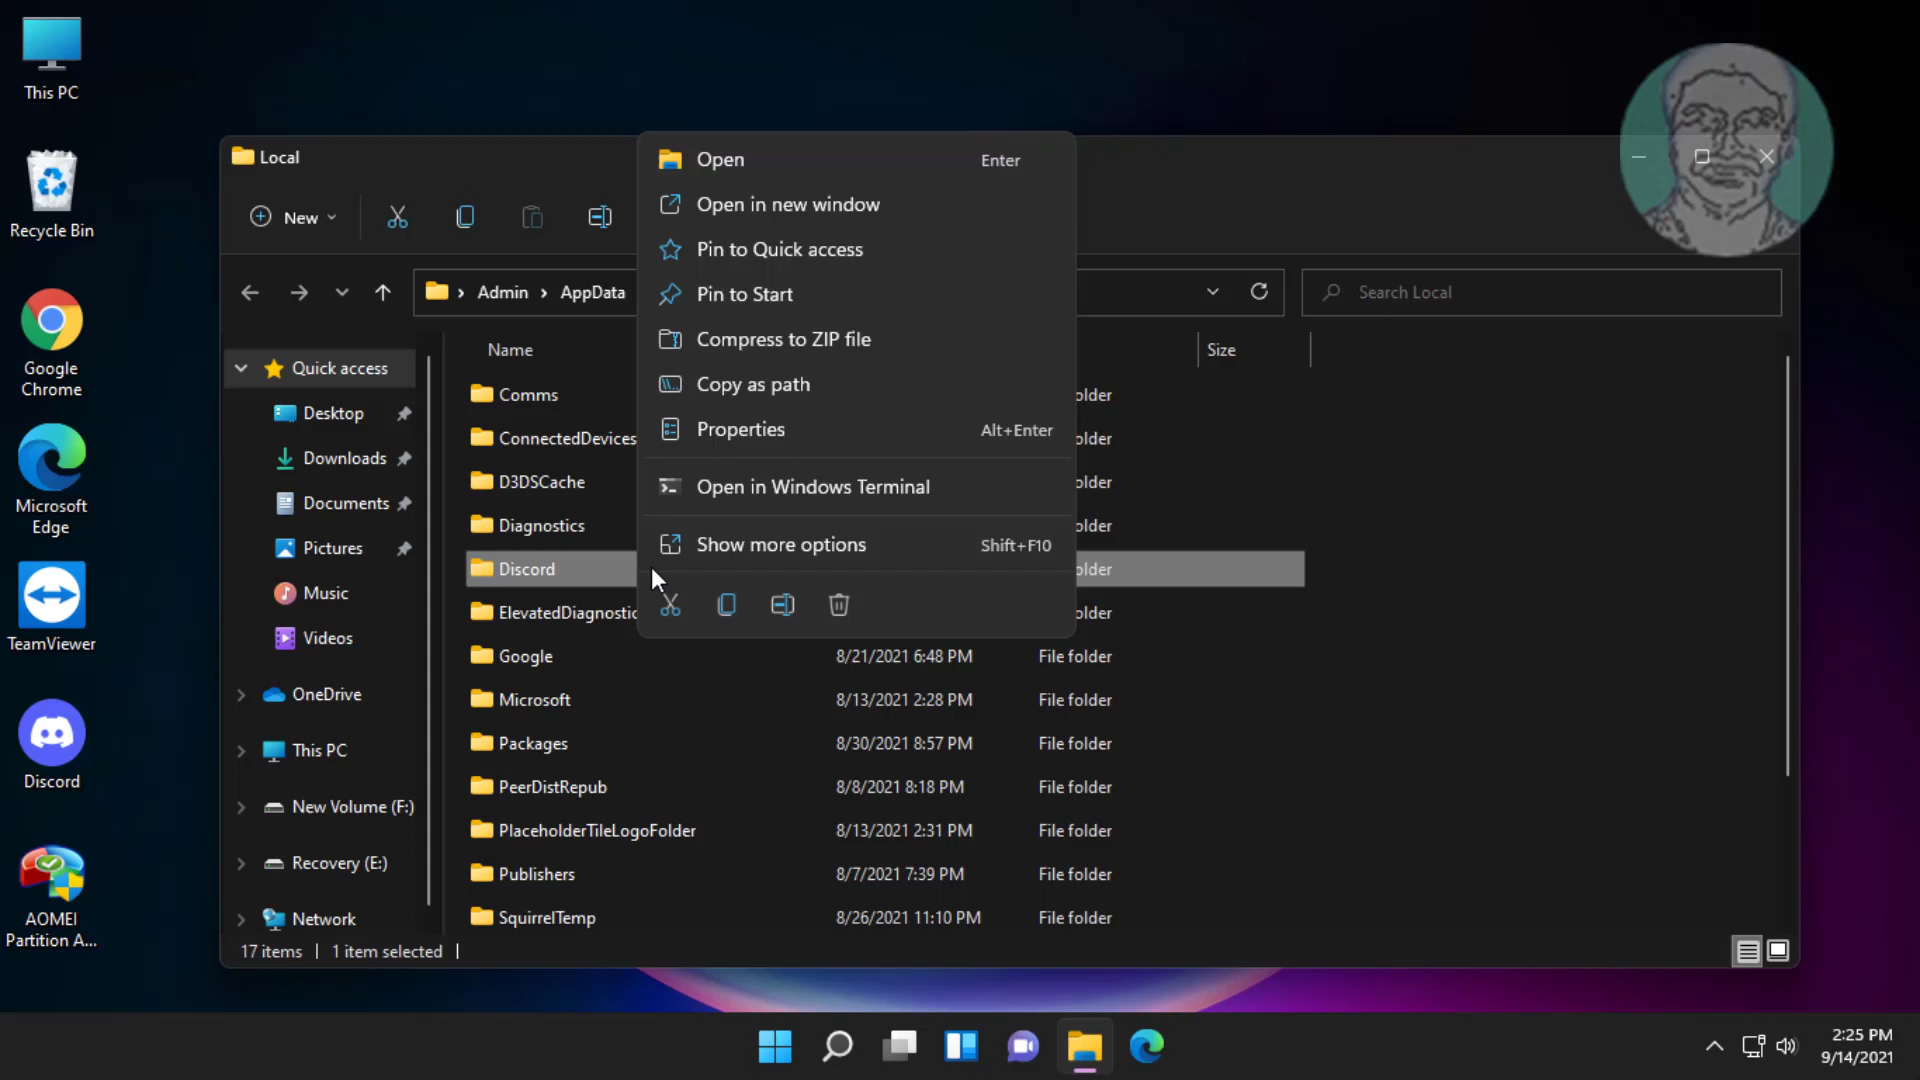 This PC
Recycle Bin
Google
Chrome
Microsoft
Edge
TeamViewer
Discord
AOMEI
Partition A...
Local
New
Admin > AppData
Search Local
Quick access
Desktop
Downloads
Documents
Pictures
Music
Videos
OneDrive
This PC
New Volume (F:)
Recovery (E:)
Network
Name
Size
Comms
older
ConnectedDevices
older
D3DSCache
older
Diagnostics
older
Discord
older
ElevatedDiagnostic
Google 8/21/2021 6:48 PM File folder
Microsoft 8/13/2021 2:28 PM File folder
Packages 8/30/2021 8:57 PM File folder
PeerDistRepub 8/8/2021 8:18 PM File folder
PlaceholderTileLogoFolder 8/13/2021 2:31 PM File folder
Publishers 8/7/2021 7:39 PM File folder
SquirrelTemp 8/26/2021 11:10 PM File folder
Open Enter
Open in new window
Pin to Quick access
Pin to Start
Compress to ZIP file
Copy as path
Properties Alt+Enter
Open in Windows Terminal
Show more options Shift+F10
17 items | 1 item selected |
2:25 PM
9/14/2021